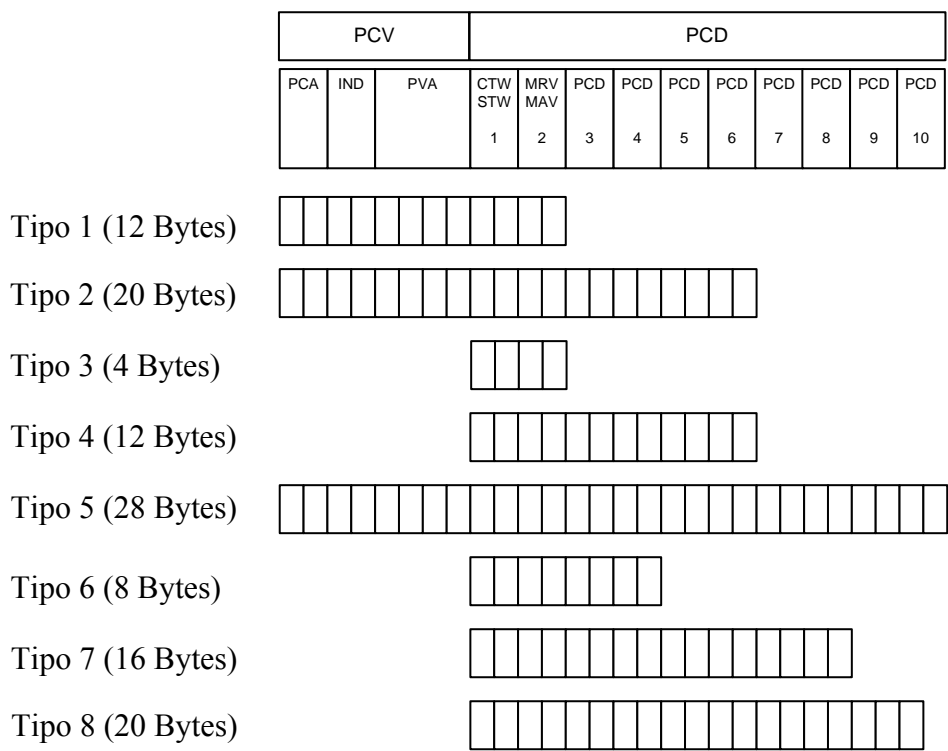 PCV PCD
PCA IND PVA CTW MRV PCD PCD PCD PCD PCD PCD PCD PCD
STW MAV
1 2 3 4 5 6 7 8 9 10
Tipo 1 (12 Bytes)
Tipo 2 (20 Bytes)
Tipo 3 (4 Bytes)
Tipo 4 (12 Bytes)
Tipo 5 (28 Bytes)
Tipo 6 (8 Bytes)
Tipo 7 (16 Bytes)
Tipo 8 (20 Bytes)